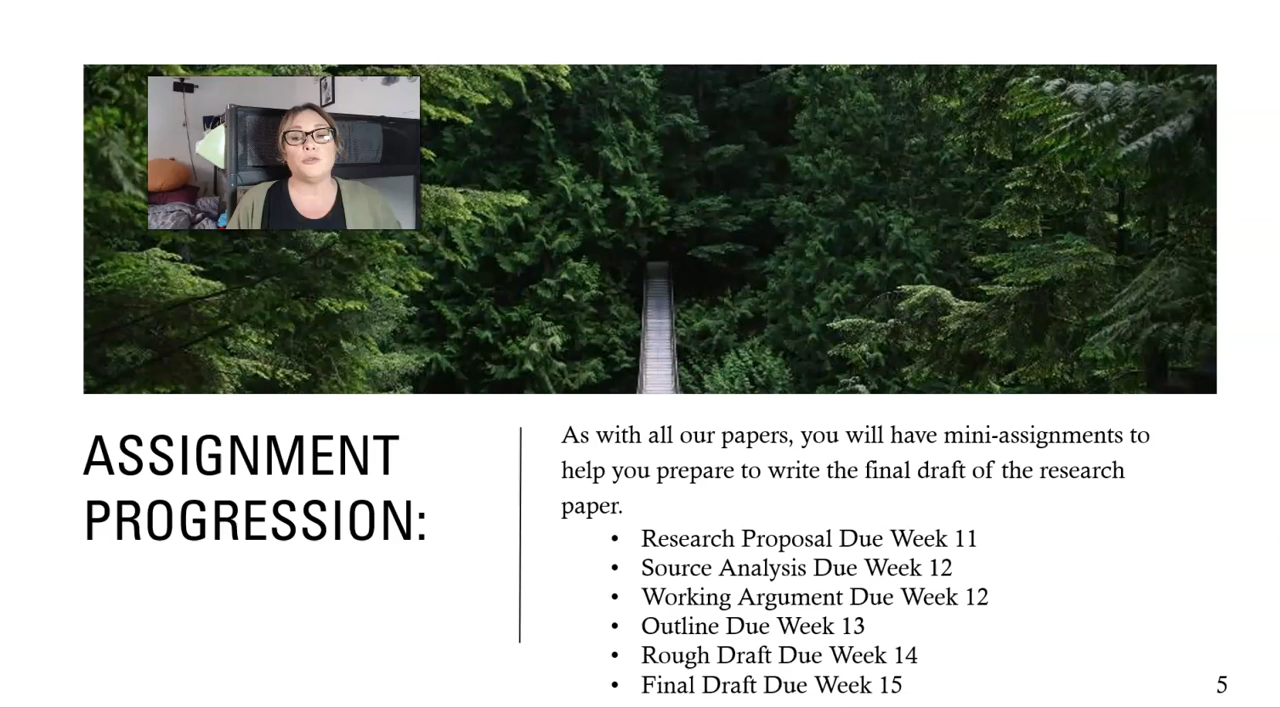 ASSIGNMENT
PROGRESSION:
As with all our papers, you will have mini-assignments to
help you prepare to write the final draft of the research
paper.
• Research Proposal Due Week 11
• Source Analysis Due Week 12
• Working Argument Due Week 12
• Outline Due Week 13
• Rough Draft Due Week 14
• Final Draft Due Week 15
5